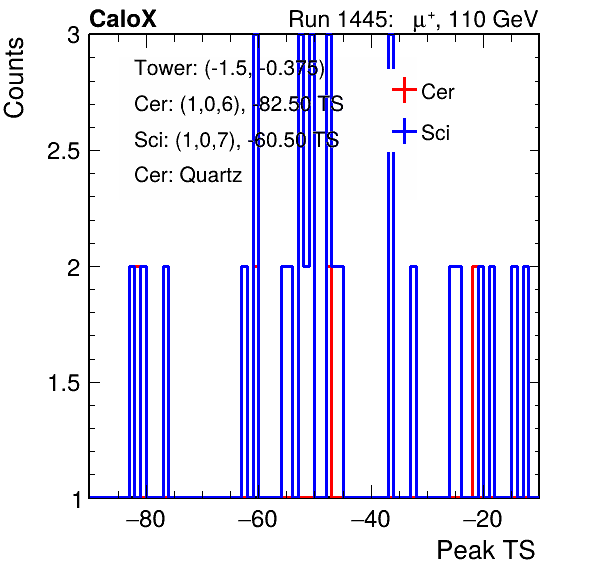 CaloX Run 1445: μ⁺, 110 GeV
Counts
3
2.5
2
1.5
1
Tower: (-1.5, -0.375)
Cer: (1,0,6), -82.50 TS
Sci: (1,0,7), -60.50 TS
Cer: Quartz
Cer
Sci
−80 −60 −40 −20
Peak TS